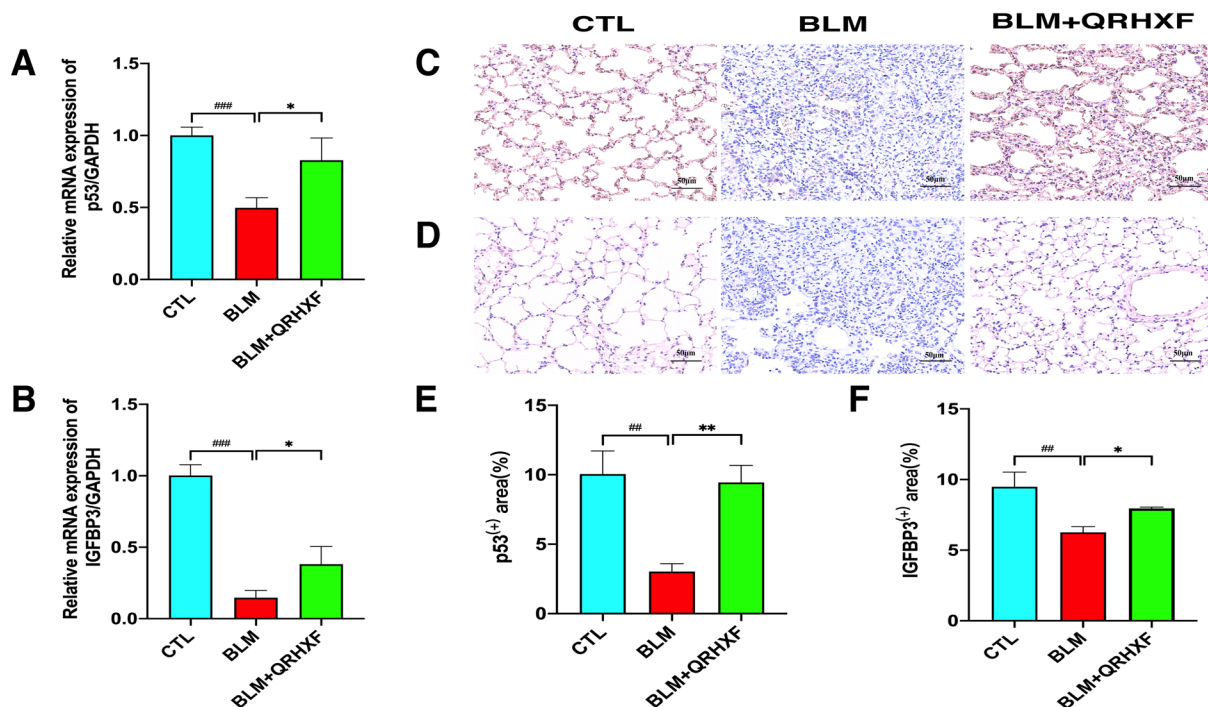 CTL
BLM
BLM+QRHXF
A
Relative mRNA expression of
p53/GAPDH
1.5
1.0
0.5
0.0
###
*
CTL
BLM
BLM+QRHXF
C
50μm
50μm
50μm
D
50μm
50μm
50μm
B
Relative mRNA expression of
IGFBP3/GAPDH
1.5
1.0
0.5
0.0
###
*
CTL
BLM
BLM+QRHXF
E
p53(+) area(%)
15
10
5
0
##
**
CTL
BLM
BLM+QRHXF
F
IGFBP3(+) area(%)
15
10
5
0
##
*
CTL
BLM
BLM+QRHXF